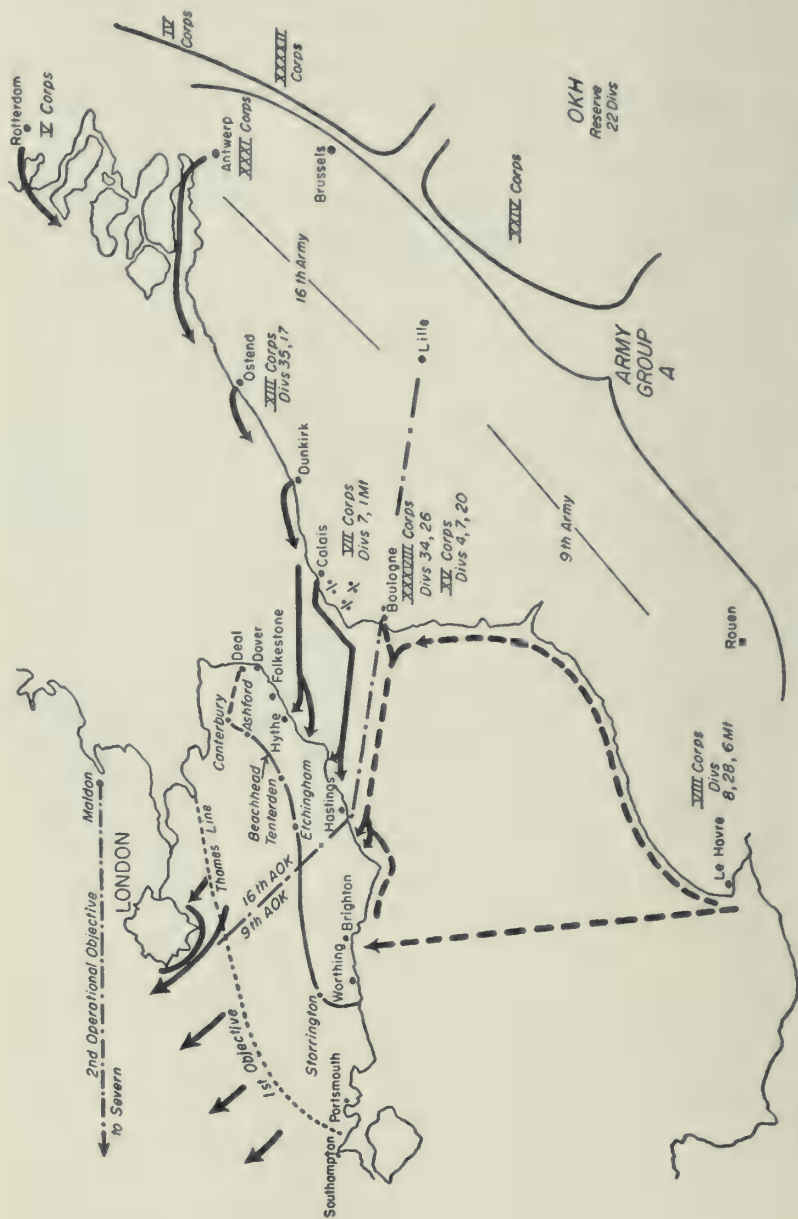 Rotterdam
V Corps
IV
Corps
XXXXII
Corps
Antwerp
XXXI Corps
Brussels
OKH
Reserve
22 Divs
XXIV Corps
16th Army
Ostend
XIII Corps
Divs 35, 17
Dunkirk
Lille
ARMY
GROUP
A
Calais
VII Corps
Divs 7, 1 Mt
Boulogne
XXXVIII Corps
Divs 34, 26
XV Corps
Divs 4, 7, 20
9th Army
Rouen
VIII Corps
Divs
8, 28, 6 Mt
Le Havre
Deal
Dover
Folkestone
Canterbury
Ashford
Hythe
Beachhead
Tenterden
Etchingham
Hastings
Maldon
LONDON
Thames Line
16th AOK
9th AOK
2nd Operational Objective
to Severn
Brighton
Worthing
Storrington
1st Objective
Portsmouth
Southampton